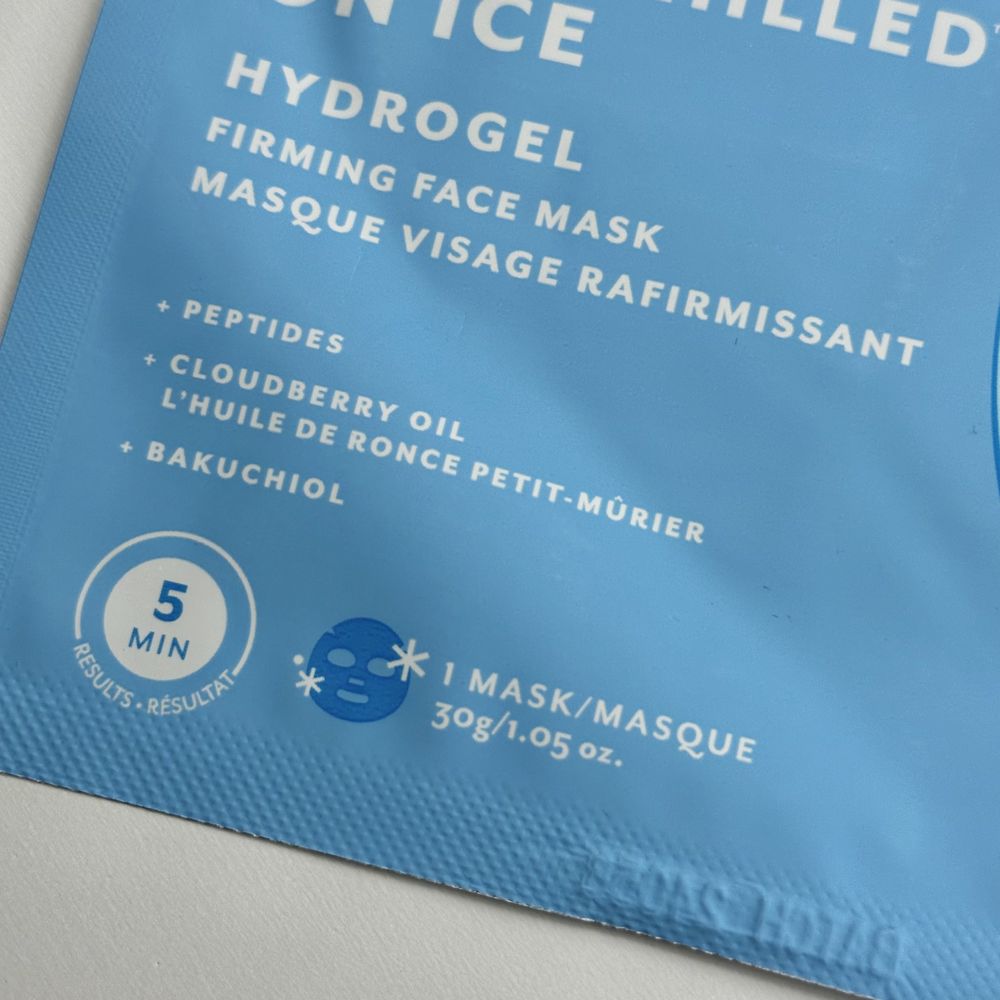 ON ICE
HYDROGEL
FIRMING FACE MASK
MASQUE VISAGE RAFIRMISSANT
+ PEPTIDES
+ CLOUDBERRY OIL
L'HUILE DE RONCE PETIT-MÛRIER
+ BAKUCHIOL
5
MIN
RESULTS • RÉSULTAT
1 MASK/MASQUE
30g/1.05 oz.